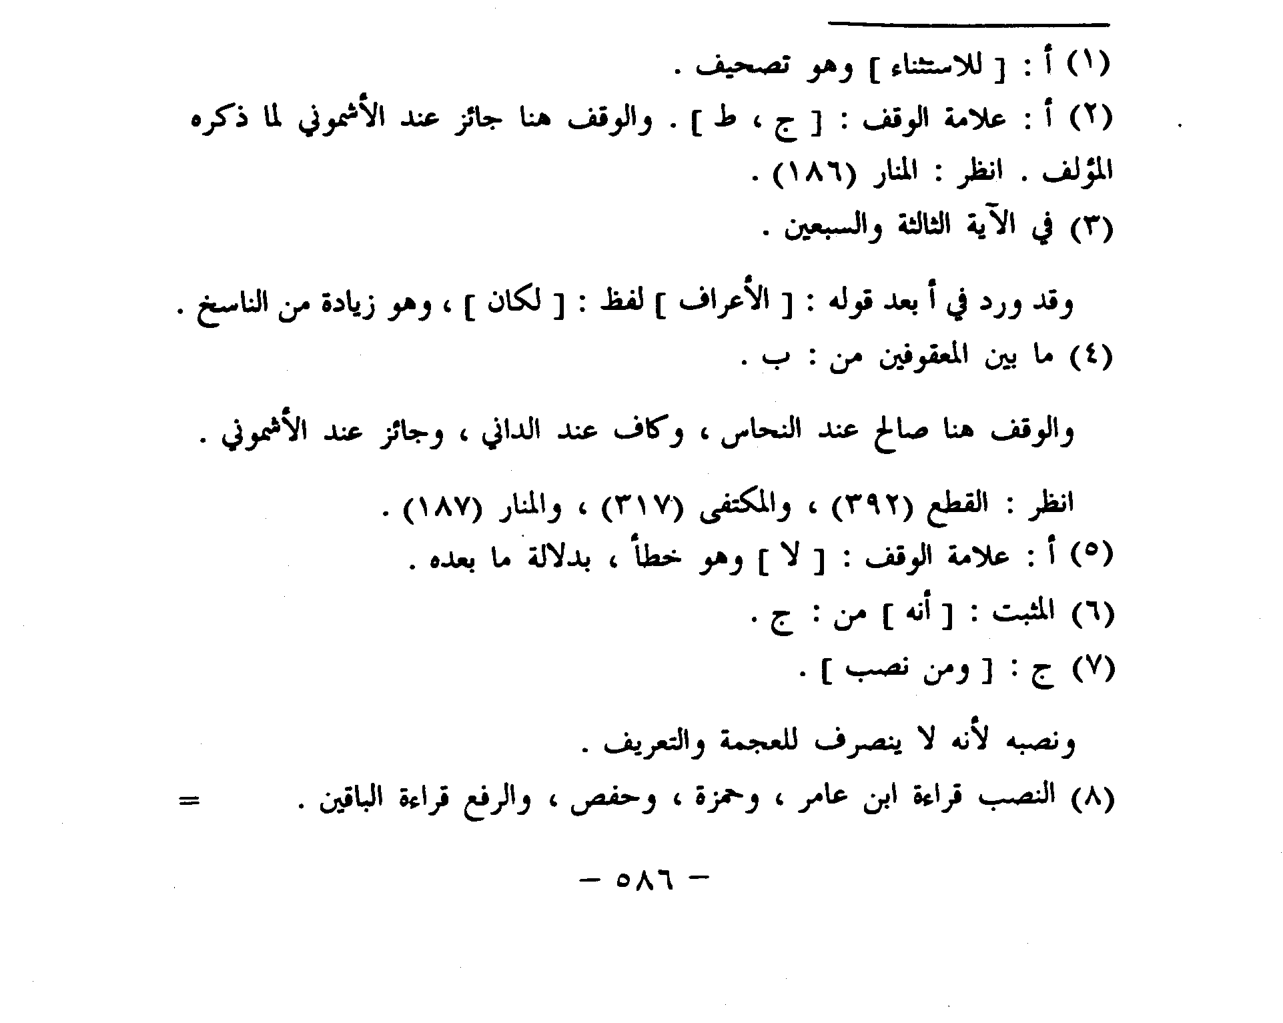 (١) أ : [ للاستثناء ] وهو تصحيف .
(٢) أ : علامة الوقف : [ ج ، ط ] . والوقف هنا جائز عند الأشموني لما ذكره
المؤلف . انظر : المنار (١٨٦) .
(٣) في الآية الثالثة والسبعين .
وقد ورد في أ بعد قوله : [ الأعراف ] لفظ : [ لكان ] ، وهو زيادة من الناسخ .
(٤) ما بين المعقوفين من : ب .
والوقف هنا صالح عند النحاس ، وكاف عند الداني ، وجائز عند الأشموني .
انظر : القطع (٣٩٢) ، والمكتفى (٣١٧) ، والمنار (١٨٧) .
(٥) أ : علامة الوقف : [ لا ] وهو خطأ ، بدلالة ما بعده .
(٦) المثبت : [ أنه ] من : ج .
(٧) ج : [ ومن نصب ] .
ونصبه لأنه لا ينصرف للعجمة والتعريف .
(٨) النصب قراءة ابن عامر ، وحمزة ، وحفص ، والرفع قراءة الباقين . =
– ٥٨٦ –